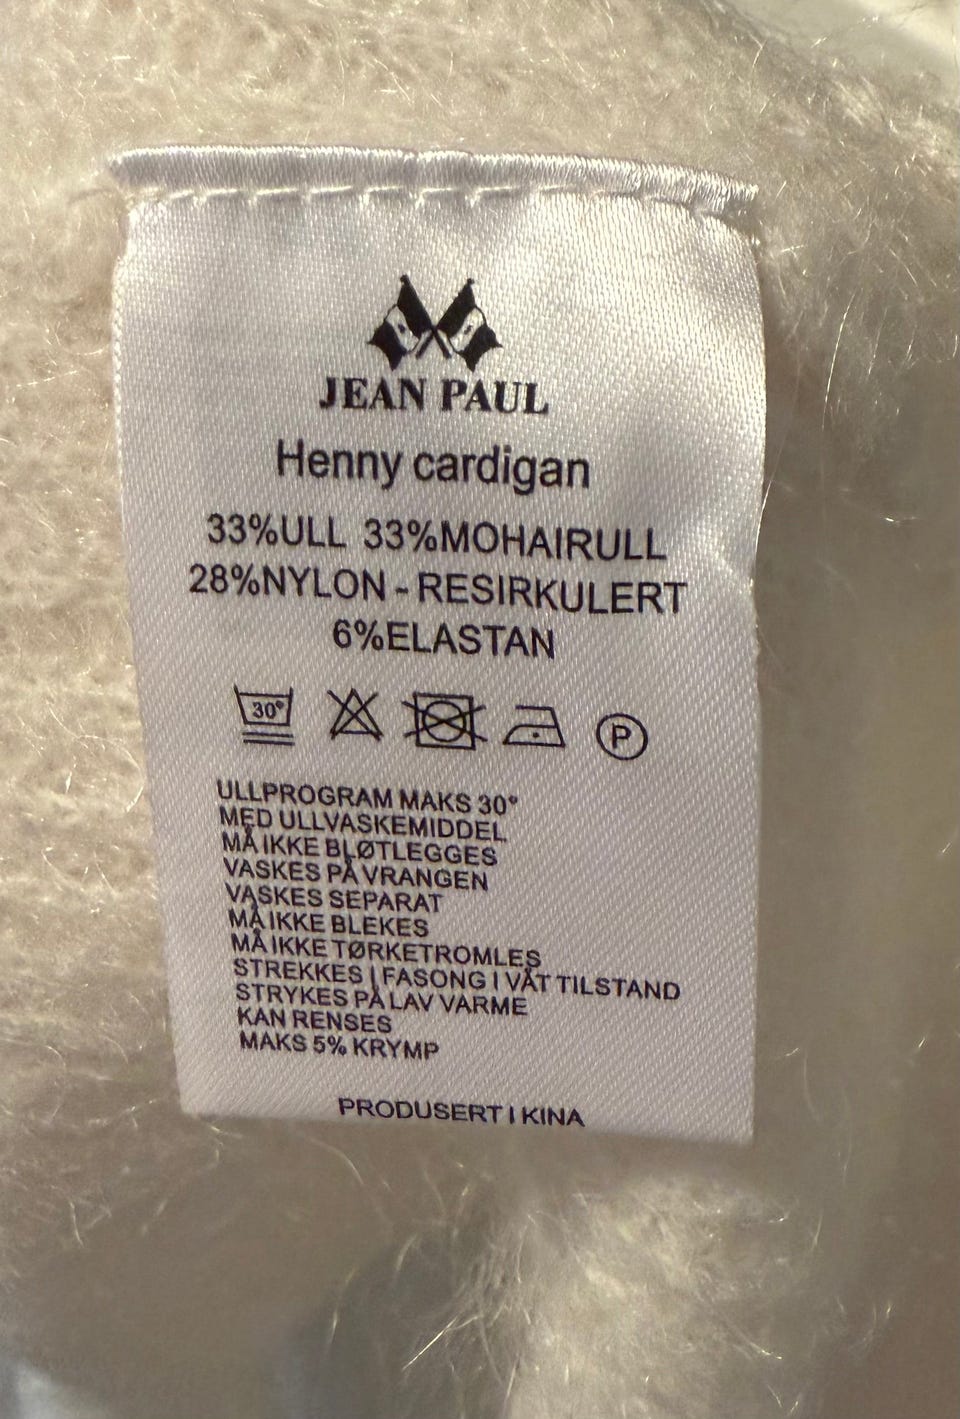 JEAN PAUL
Henny cardigan
33%ULL 33%MOHAIRULL
28%NYLON - RESIRKULERT
6%ELASTAN
30° P
ULLPROGRAM MAKS 30°
MED ULLVASKEMIDDEL
MÅ IKKE BLØTLEGGES
VASKES PÅ VRANGEN
VASKES SEPARAT
MÅ IKKE BLEKES
MÅ IKKE TØRKETROMLES
STREKKES I FASONG I VÅT TILSTAND
STRYKES PÅ LAV VARME
KAN RENSES
MAKS 5% KRYMP
PRODUSERT I KINA